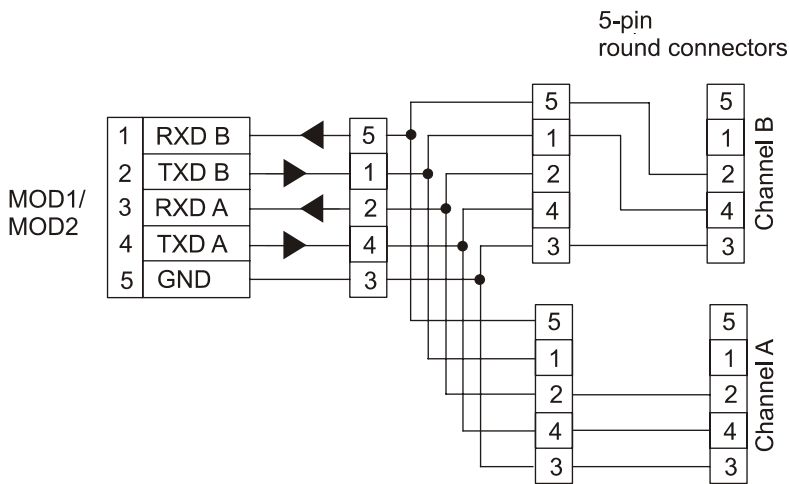 5-pin
round connectors
MOD1/
MOD2
1 RXD B
2 TXD B
3 RXD A
4 TXD A
5 GND
5
1
2
4
3
5
1
2
4
3
5
1
2
4
3
Channel B
5
1
2
4
3
5
1
2
4
3
Channel A